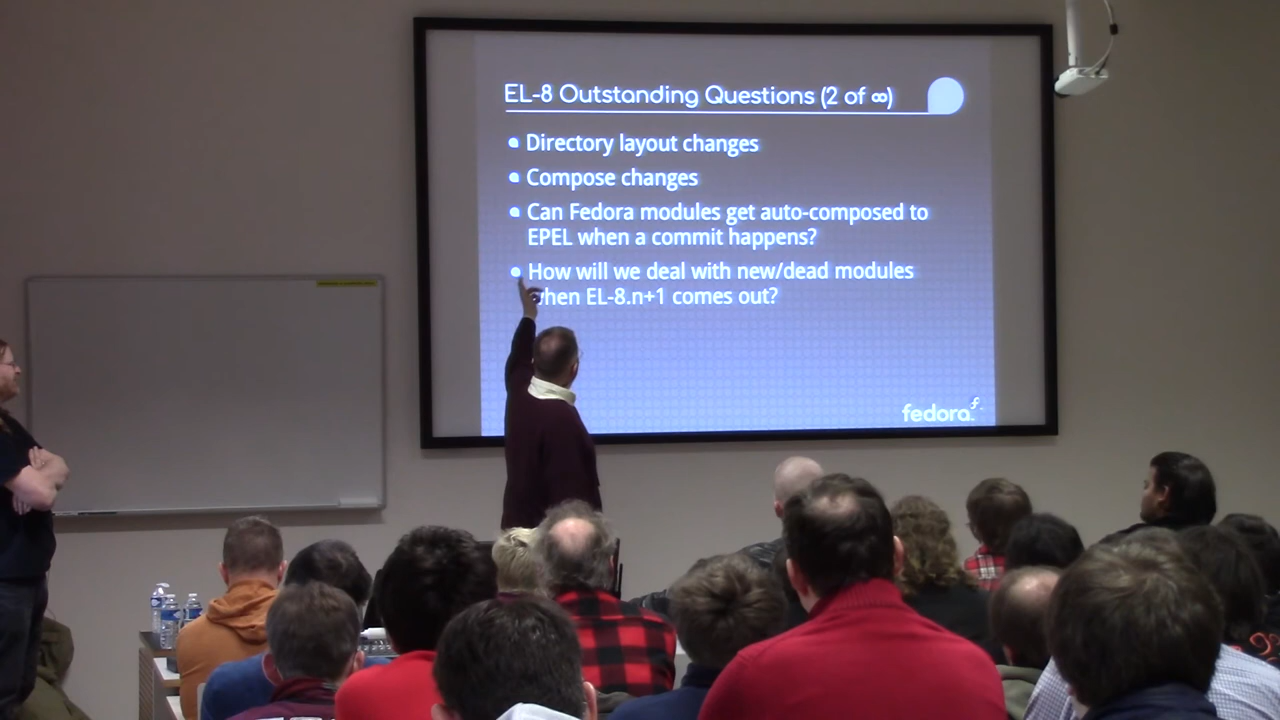 EL-8 Outstanding Questions (2 of ∞)
Directory layout changes
Compose changes
Can Fedora modules get auto-composed to
EPEL when a commit happens?
How will we deal with new/dead modules
when EL-8.n+1 comes out?
fedora